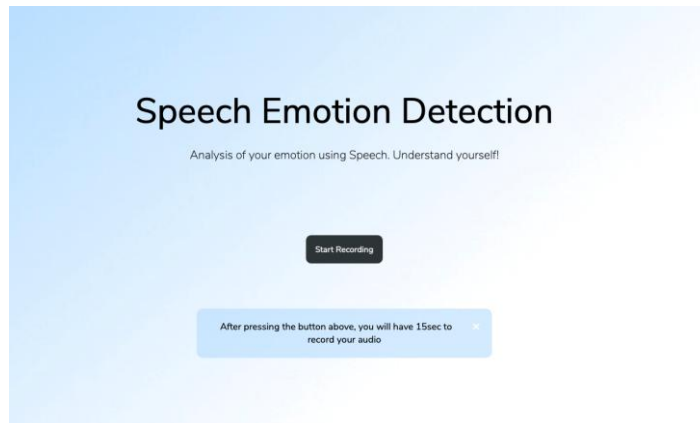 Speech Emotion Detection
Analysis of your emotion using Speech. Understand yourself!
Start Recording
After pressing the button above, you will have 15sec to
record your audio